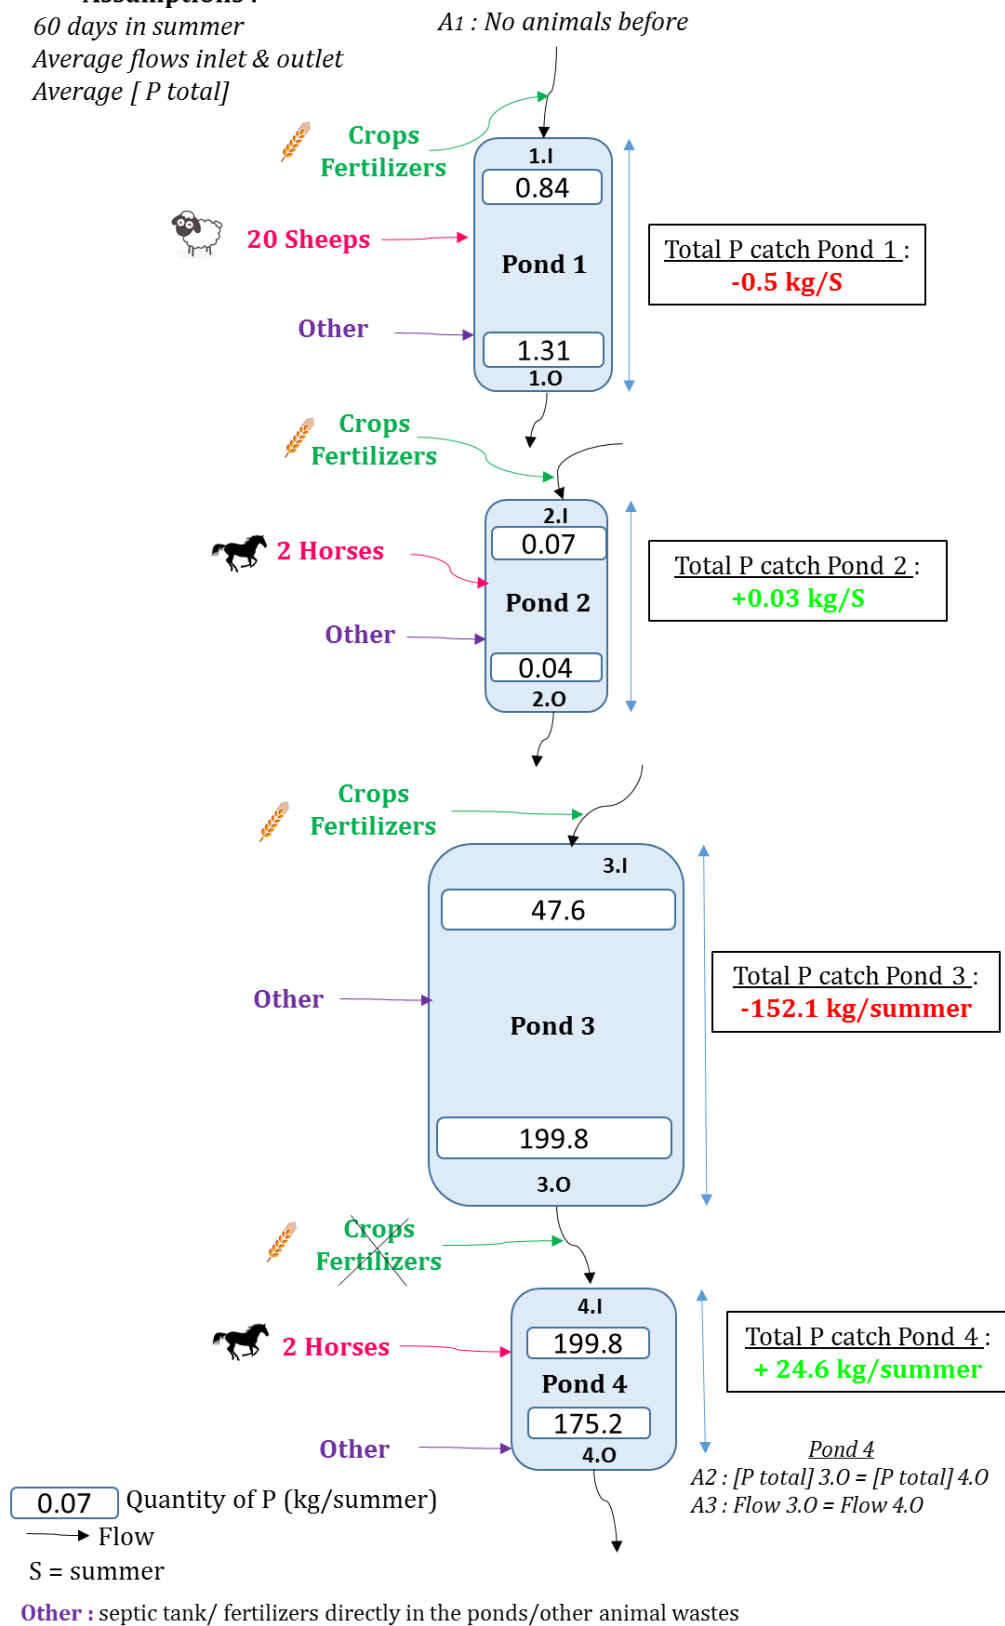 Assumptions :
60 days in summer
Average flows inlet & outlet
Average [ P total]
A1 : No animals before
Crops
Fertilizers
1.I
0.84
20 Sheeps
Pond 1
Total P catch Pond 1 :
-0.5 kg/S
Other
1.31
1.O
Crops
Fertilizers
2.I
0.07
2 Horses
Pond 2
Total P catch Pond 2 :
+0.03 kg/S
Other
0.04
2.O
Crops
Fertilizers
3.I
47.6
Other
Pond 3
Total P catch Pond 3 :
-152.1 kg/summer
199.8
3.O
Crops
Fertilizers
4.I
199.8
2 Horses
Pond 4
Total P catch Pond 4 :
+ 24.6 kg/summer
175.2
Other
4.O
Pond 4
A2 : [P total] 3.O = [P total] 4.O
A3 : Flow 3.O = Flow 4.O
0.07 Quantity of P (kg/summer)
Flow
S = summer
Other : septic tank/ fertilizers directly in the ponds/other animal wastes